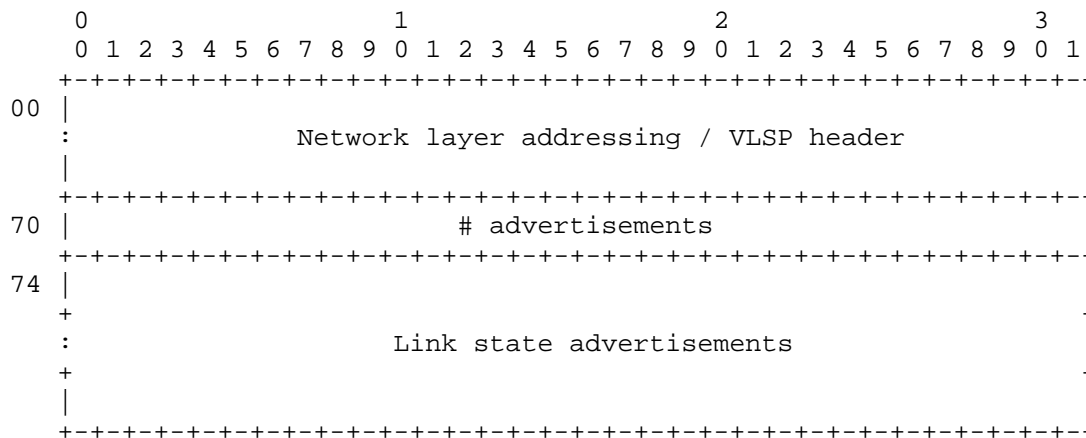 0                   1                   2                   3
 0 1 2 3 4 5 6 7 8 9 0 1 2 3 4 5 6 7 8 9 0 1 2 3 4 5 6 7 8 9 0 1
+-+-+-+-+-+-+-+-+-+-+-+-+-+-+-+-+-+-+-+-+-+-+-+-+-+-+-+-+-+-+-+-
00 |
: Network layer addressing / VLSP header
|
+-+-+-+-+-+-+-+-+-+-+-+-+-+-+-+-+-+-+-+-+-+-+-+-+-+-+-+-+-+-+-+-
70 | # advertisements
+-+-+-+-+-+-+-+-+-+-+-+-+-+-+-+-+-+-+-+-+-+-+-+-+-+-+-+-+-+-+-+-
74 |
+ -
: Link state advertisements
+ -
|
+-+-+-+-+-+-+-+-+-+-+-+-+-+-+-+-+-+-+-+-+-+-+-+-+-+-+-+-+-+-+-+-